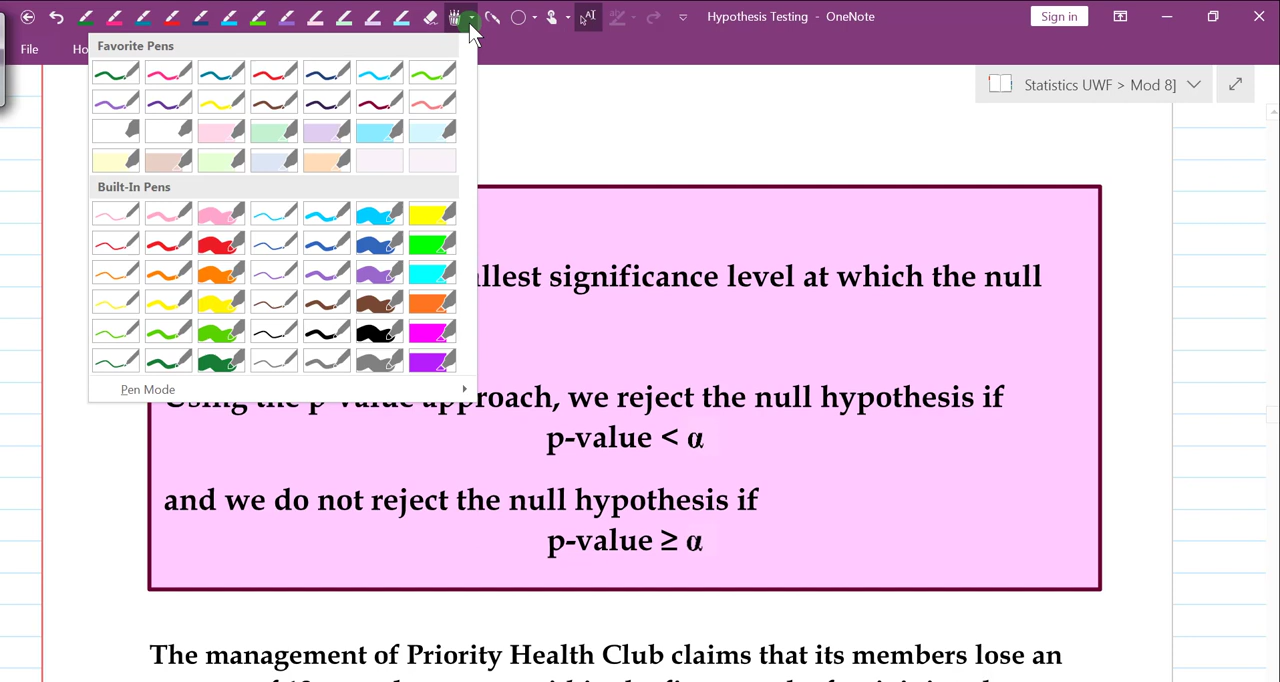 Hypothesis Testing - OneNote
Sign in
File
Favorite Pens
Statistics UWF > Mod 8]
Built-In Pens
significance level at which the null
Pen Mode
Using the p-value approach, we reject the null hypothesis if
p-value < α
and we do not reject the null hypothesis if
p-value ≥ α
The management of Priority Health Club claims that its members lose an